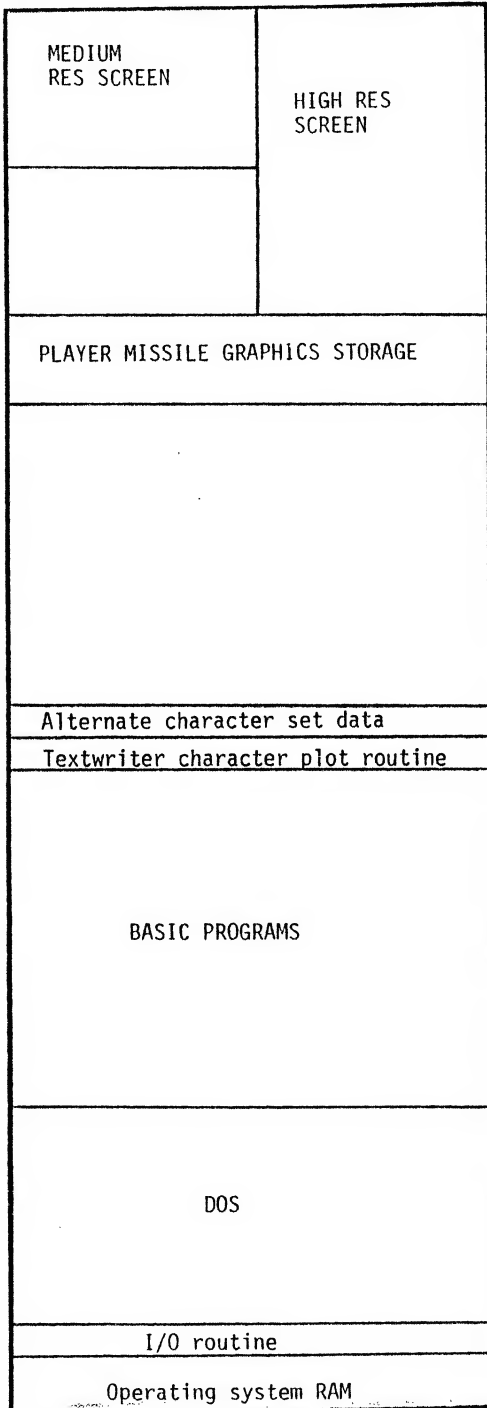 MEDIUM
RES SCREEN
HIGH RES
SCREEN
PLAYER MISSILE GRAPHICS STORAGE
Alternate character set data
Textwriter character plot routine
BASIC PROGRAMS
DOS
I/O routine
Operating system RAM